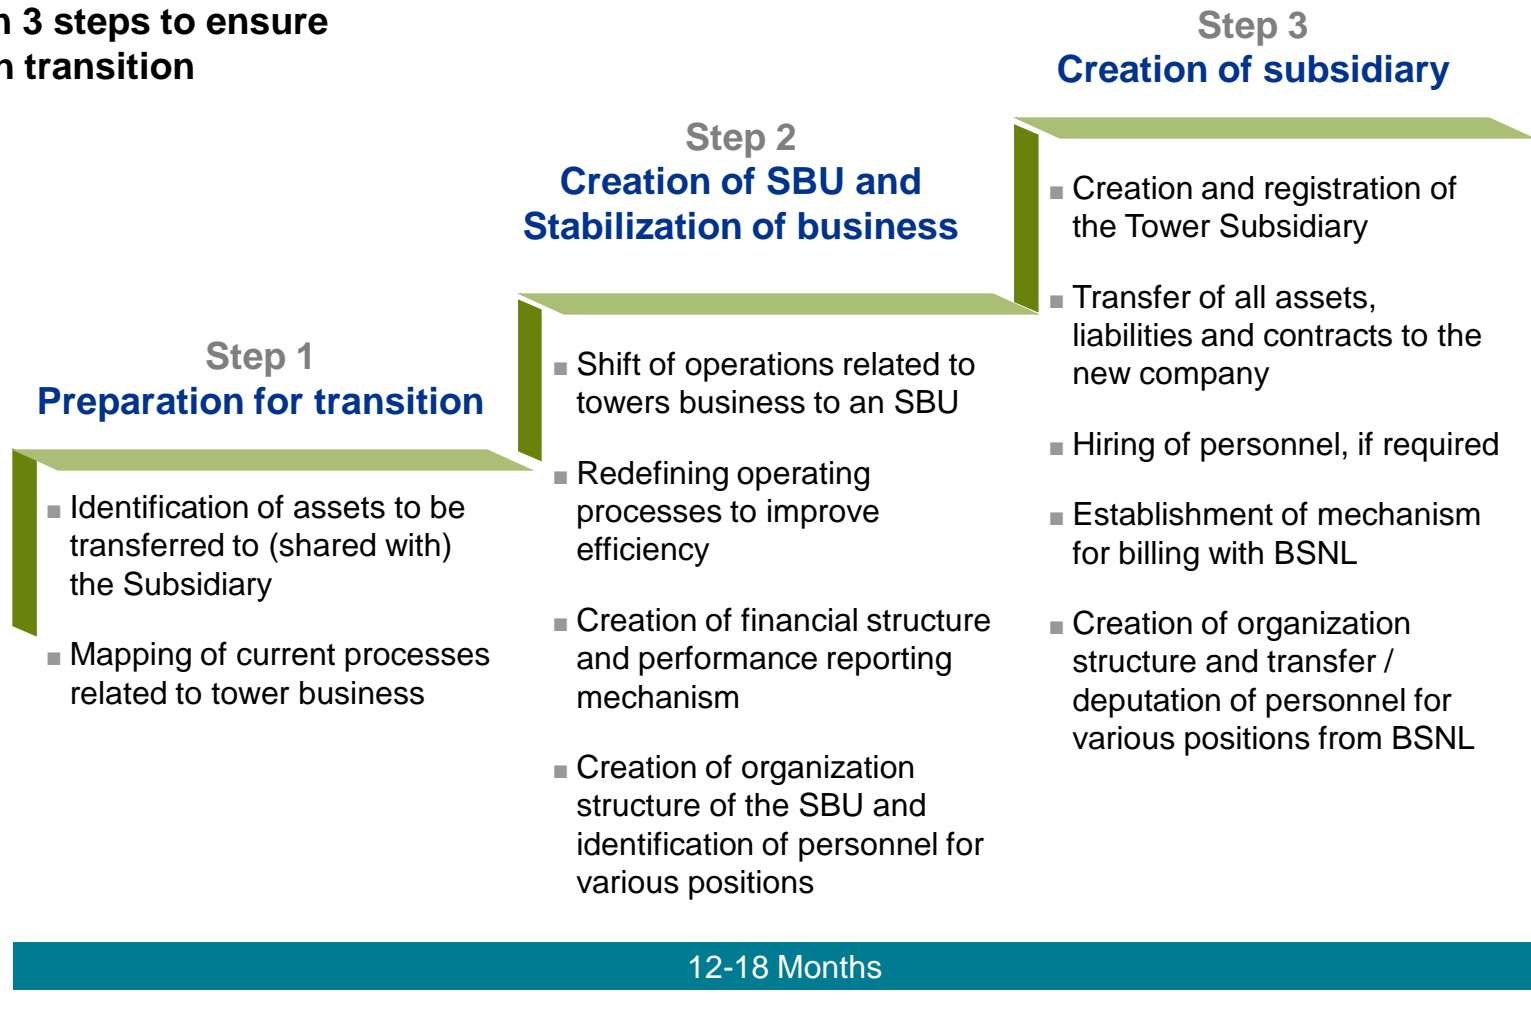 3 steps to ensure
transition
Step 1
Preparation for transition
■ Identification of assets to be
transferred to (shared with)
the Subsidiary
■ Mapping of current processes
related to tower business
Step 2
Creation of SBU and
Stabilization of business
■ Shift of operations related to
towers business to an SBU
■ Redefining operating
processes to improve
efficiency
■ Creation of financial structure
and performance reporting
mechanism
■ Creation of organization
structure of the SBU and
identification of personnel for
various positions
Step 3
Creation of subsidiary
■ Creation and registration of
the Tower Subsidiary
■ Transfer of all assets,
liabilities and contracts to the
new company
■ Hiring of personnel, if required
■ Establishment of mechanism
for billing with BSNL
■ Creation of organization
structure and transfer /
deputation of personnel for
various positions from BSNL
12-18 Months